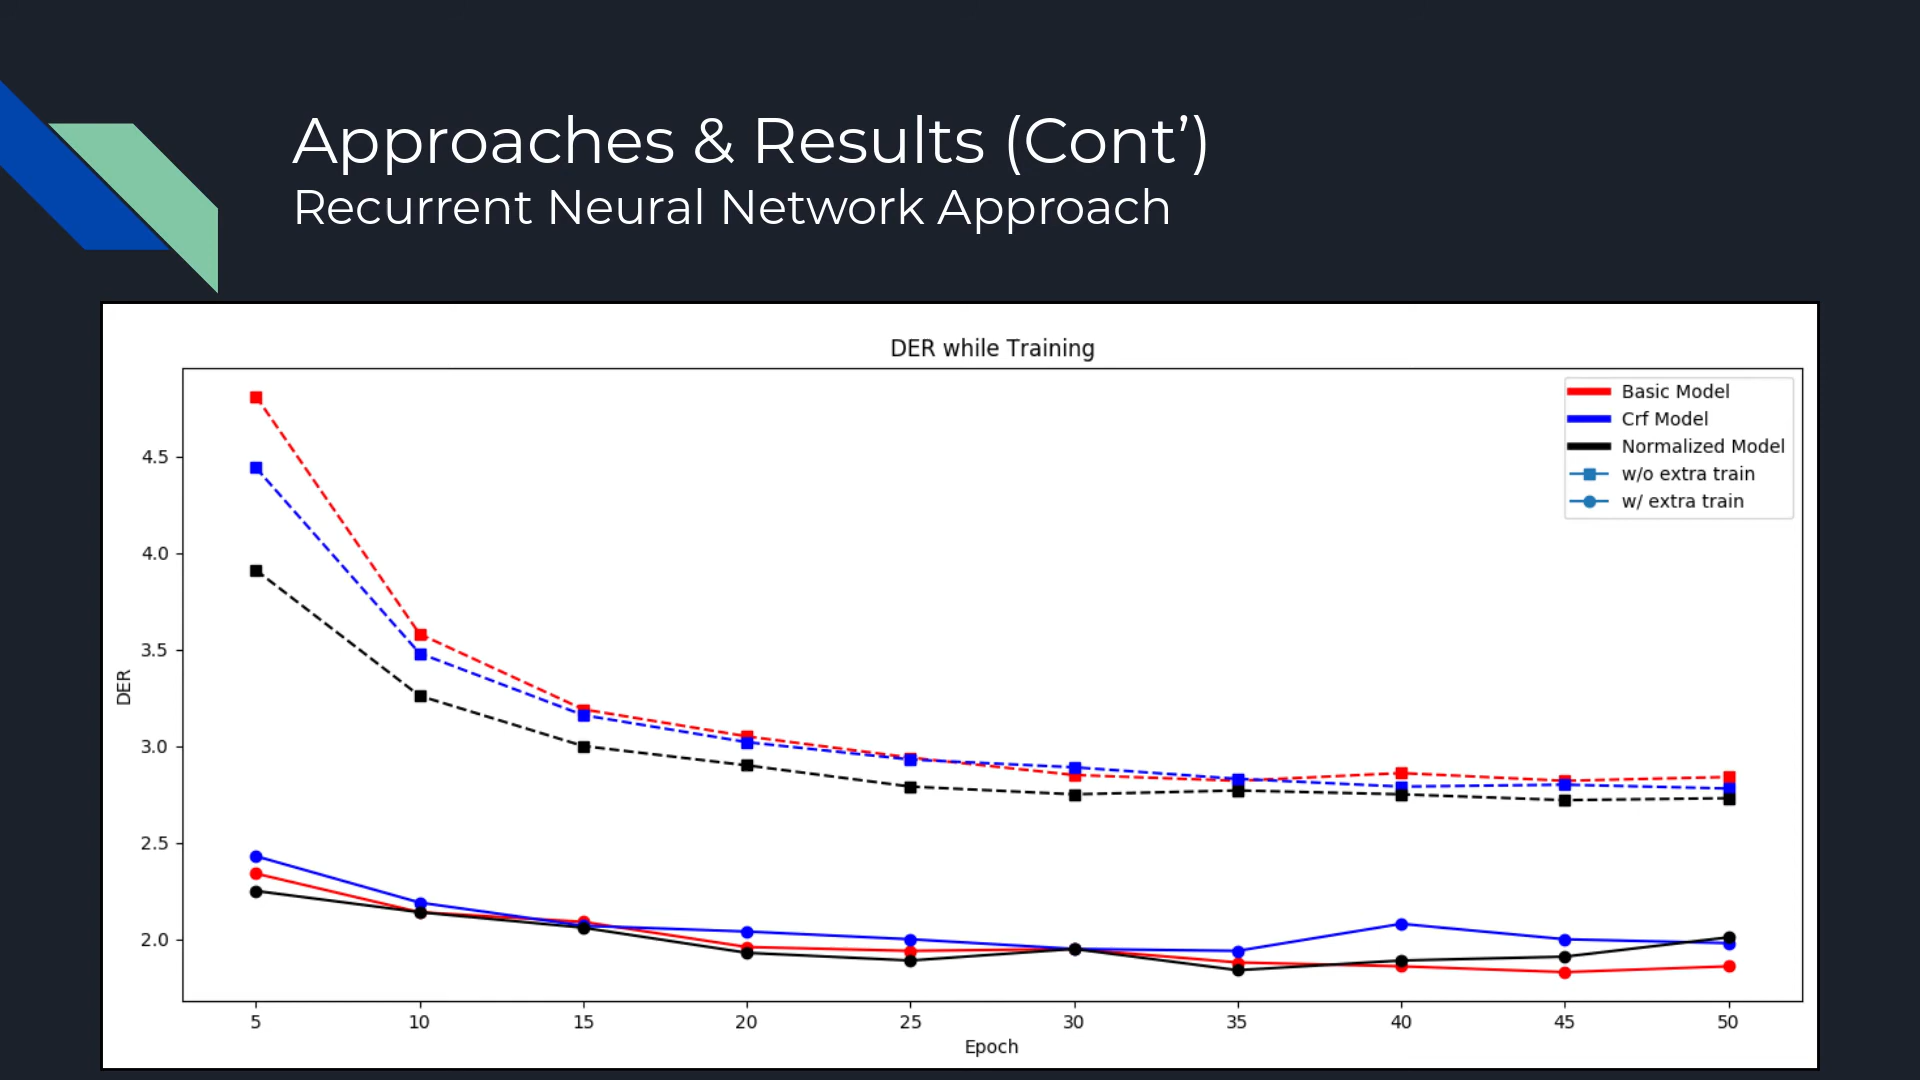 Approaches & Results (Cont’)
Recurrent Neural Network Approach
DER while Training
Basic Model
Crf Model
Normalized Model
w/o extra train
w/ extra train
4.5
4.0
3.5
3.0
2.5
2.0
DER
5 10 15 20 25 30 35 40 45 50
Epoch